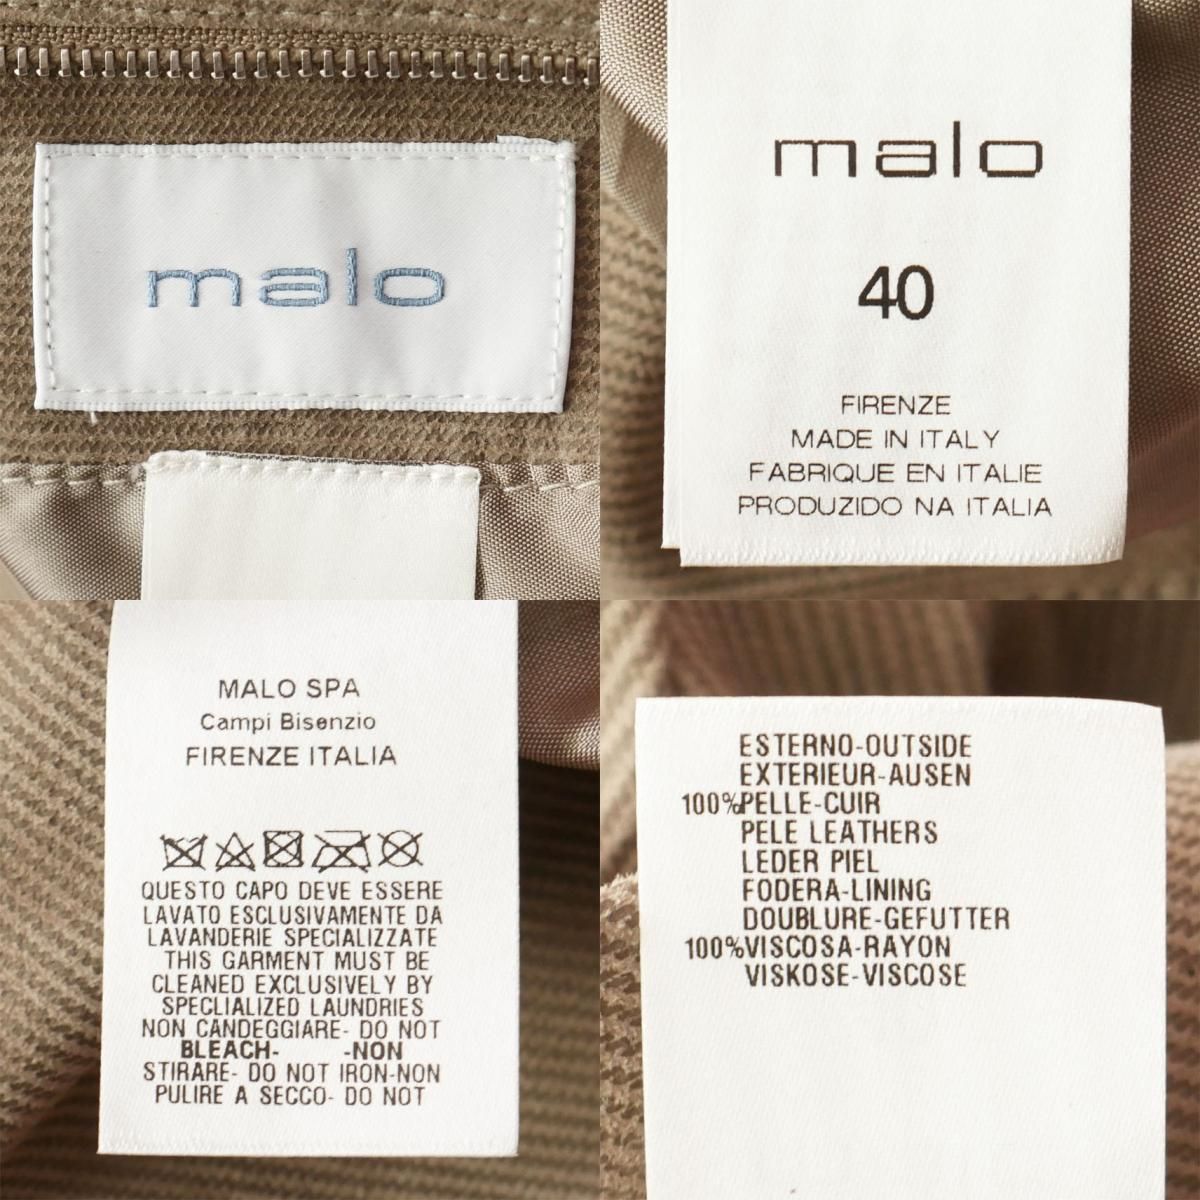 malo
malo
40
FIRENZE
MADE IN ITALY
FABRIQUE EN ITALIE
PRODUZIDO NA ITALIA
MALO SPA
Campi Bisenzio
FIRENZE ITALIA
QUESTO CAPO DEVE ESSERE
LAVATO ESCLUSIVAMENTE DA
LAVANDERIE SPECIALIZZATE
THIS GARMENT MUST BE
CLEANED EXCLUSIVELY BY
SPECLIALIZED LAUNDRIES
NON CANDEGGIARE- DO NOT
BLEACH- -NON
STIRARE- DO NOT IRON-NON
PULIRE A SECCO- DO NOT
ESTERNO-OUTSIDE
EXTERIEUR-AUSEN
100%PELLE-CUIR
PELE LEATHERS
LEDER PIEL
FODERA-LINING
DOUBLURE-GEFUTTER
100%VISCOSA-RAYON
VISKOSE-VISCOSE